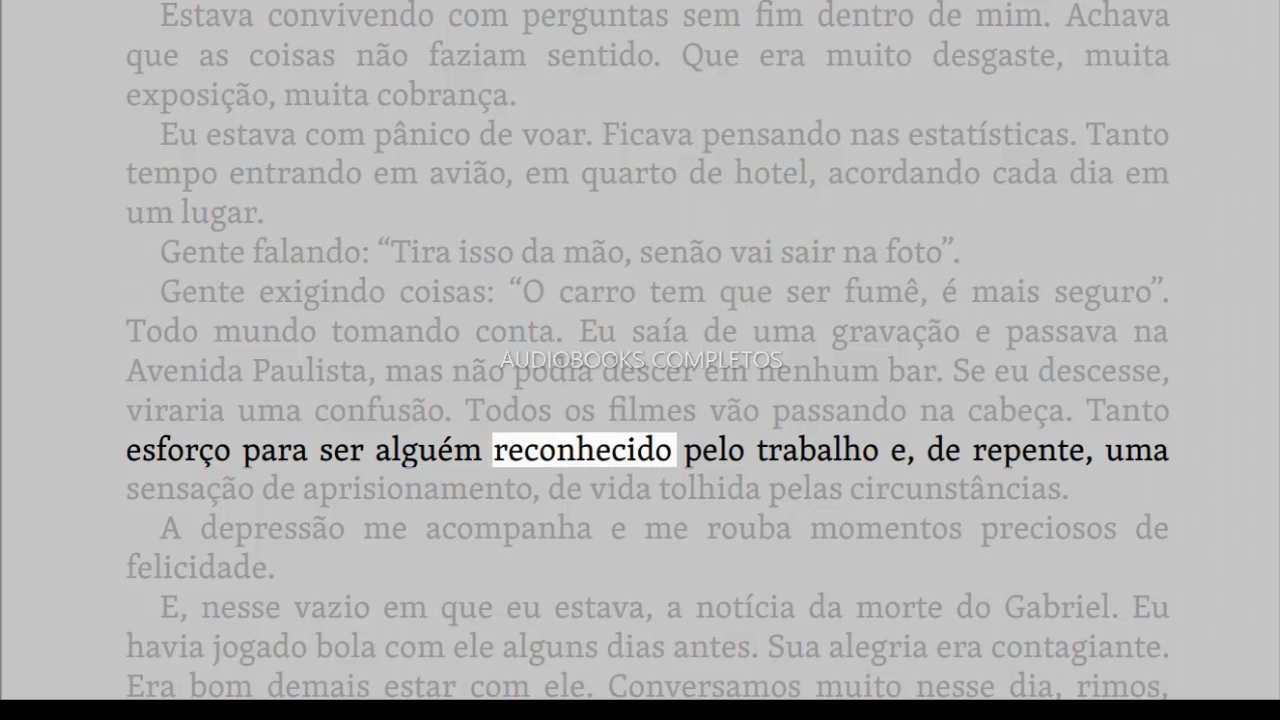 Estava convivendo com perguntas sem fim dentro de mim. Achava
que as coisas não faziam sentido. Que era muito desgaste, muita
exposição, muita cobrança.
Eu estava com pânico de voar. Ficava pensando nas estatísticas. Tanto
tempo entrando em avião, em quarto de hotel, acordando cada dia em
um lugar.
Gente falando: “Tira isso da mão, senão vai sair na foto”.
Gente exigindo coisas: “O carro tem que ser fumê, é mais seguro”.
Todo mundo tomando conta. Eu saía de uma gravação e passava na
AUDIOBOOKS COMPLETOS
Avenida Paulista, mas não podia descer em nenhum bar. Se eu descesse,
viraria uma confusão. Todos os filmes vão passando na cabeça. Tanto
esforço para ser alguém reconhecido pelo trabalho e, de repente, uma
sensação de aprisionamento, de vida tolhida pelas circunstâncias.
A depressão me acompanha e me rouba momentos preciosos de
felicidade.
E, nesse vazio em que eu estava, a notícia da morte do Gabriel. Eu
havia jogado bola com ele alguns dias antes. Sua alegria era contagiante.
Era bom demais estar com ele. Conversamos muito nesse dia, rimos,